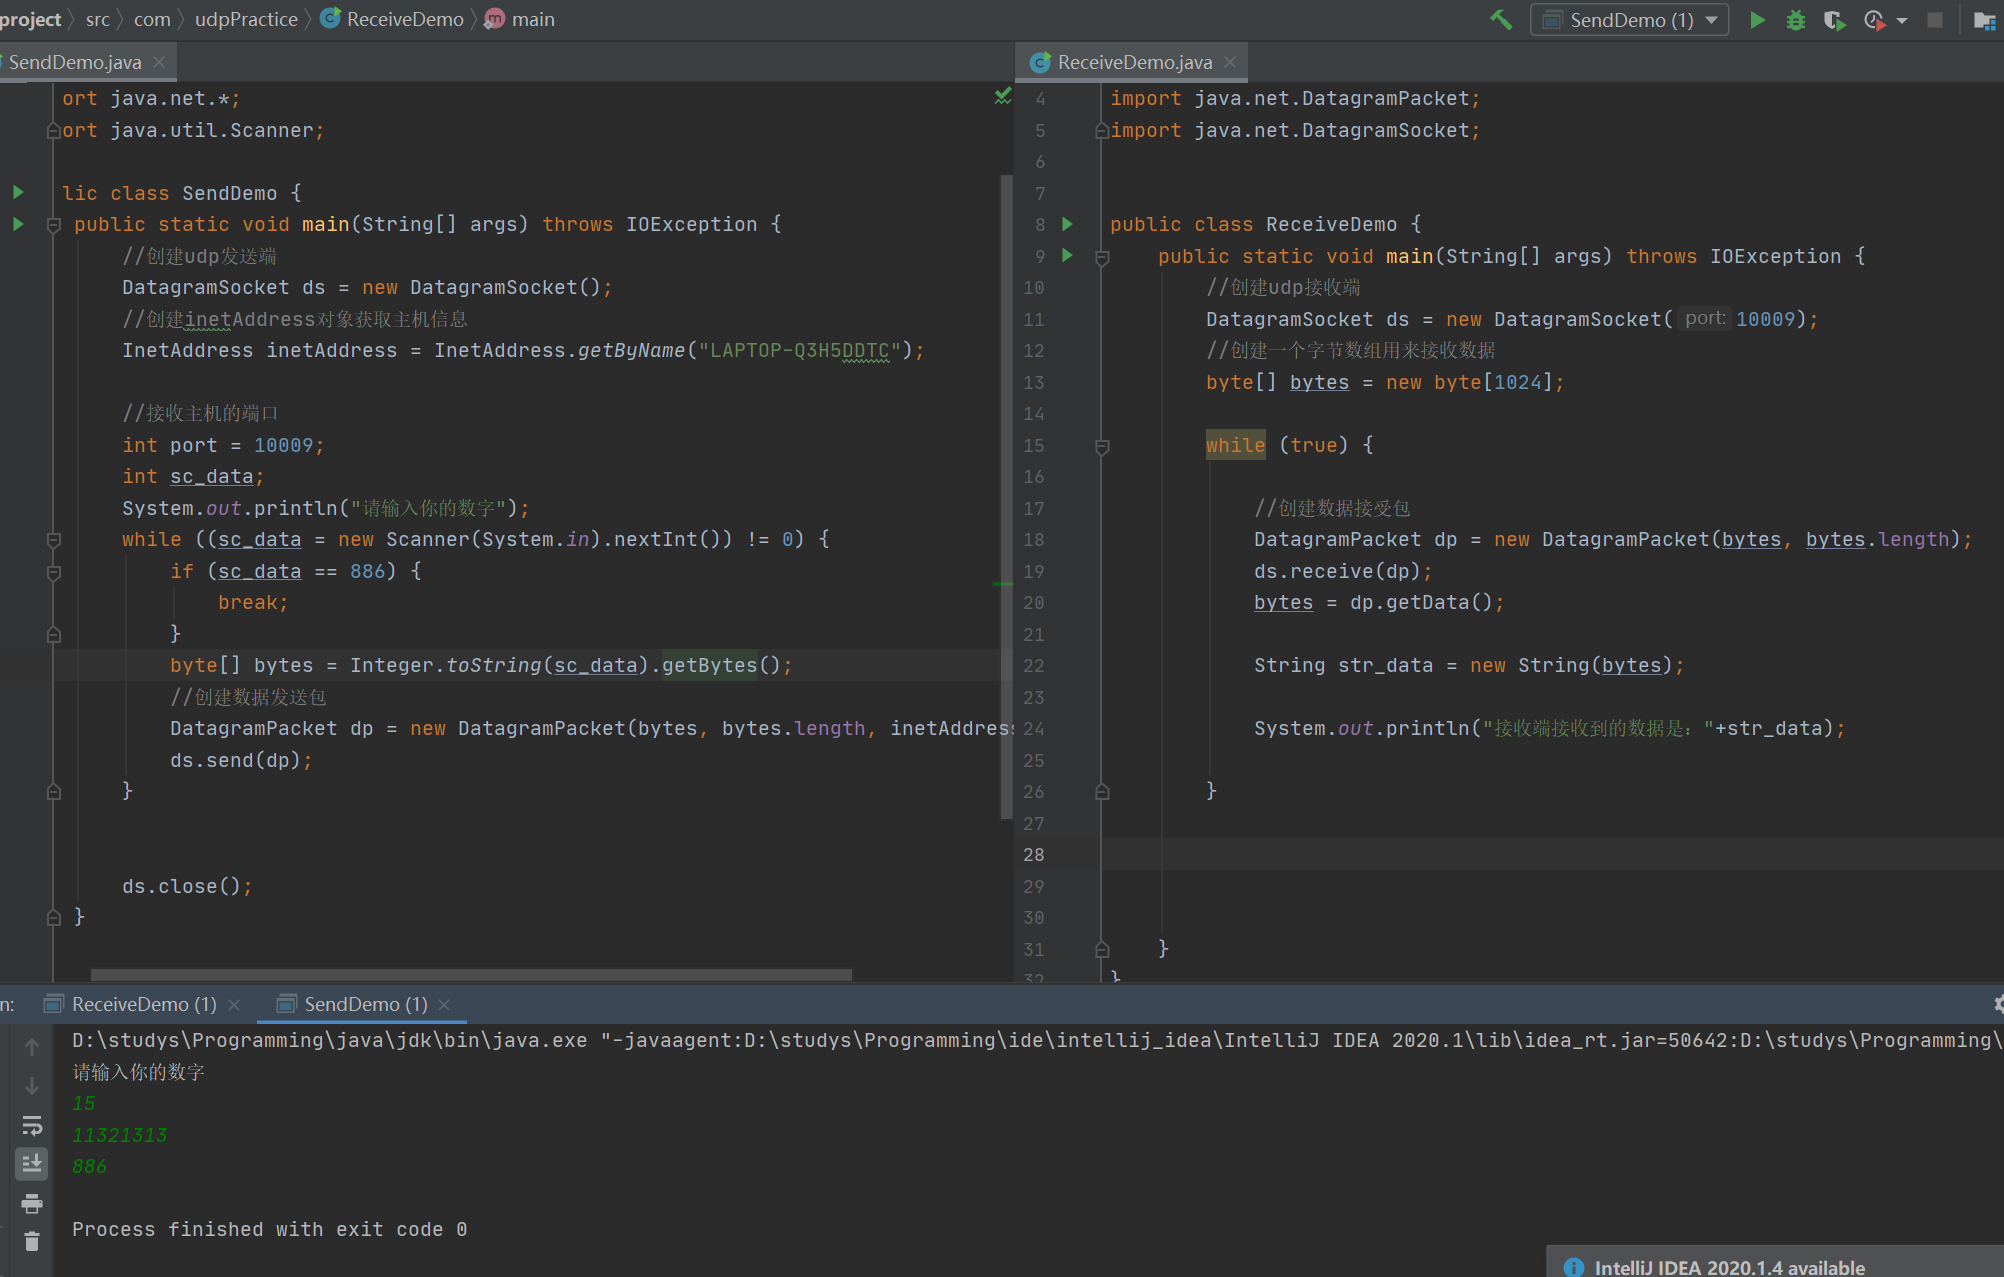 project > src > com > udpPractice > ReceiveDemo > main
SendDemo (1)
SendDemo.java
ort java.net.*;
ort java.util.Scanner;
lic class SendDemo {
public static void main(String[] args) throws IOException {
//创建udp发送端
DatagramSocket ds = new DatagramSocket();
//创建inetAddress对象获取主机信息
InetAddress inetAddress = InetAddress.getByName("LAPTOP-Q3H5DDTC");
//接收主机的端口
int port = 10009;
int sc_data;
System.out.println("请输入你的数字");
while ((sc_data = new Scanner(System.in).nextInt()) != 0) {
if (sc_data == 886) {
break;
}
byte[] bytes = Integer.toString(sc_data).getBytes();
//创建数据发送包
DatagramPacket dp = new DatagramPacket(bytes, bytes.length, inetAddress
ds.send(dp);
}
ds.close();
}
ReceiveDemo.java
4 import java.net.DatagramPacket;
5 import java.net.DatagramSocket;
6
7
8 public class ReceiveDemo {
9 public static void main(String[] args) throws IOException {
10 //创建udp接收端
11 DatagramSocket ds = new DatagramSocket( port: 10009);
12 //创建一个字节数组用来接收数据
13 byte[] bytes = new byte[1024];
14
15 while (true) {
16
17 //创建数据接受包
18 DatagramPacket dp = new DatagramPacket(bytes, bytes.length);
19 ds.receive(dp);
20 bytes = dp.getData();
21
22 String str_data = new String(bytes);
23
24 System.out.println("接收端接收到的数据是："+str_data);
25
26 }
27
28
29
30
31 }
32 }
n: ReceiveDemo (1) SendDemo (1)
D:\studys\Programming\java\jdk\bin\java.exe "-javaagent:D:\studys\Programming\ide\intellij_idea\IntelliJ IDEA 2020.1\lib\idea_rt.jar=50642:D:\studys\Programming\
请输入你的数字
15
11321313
886
Process finished with exit code 0
IntelliJ IDEA 2020.1.4 available